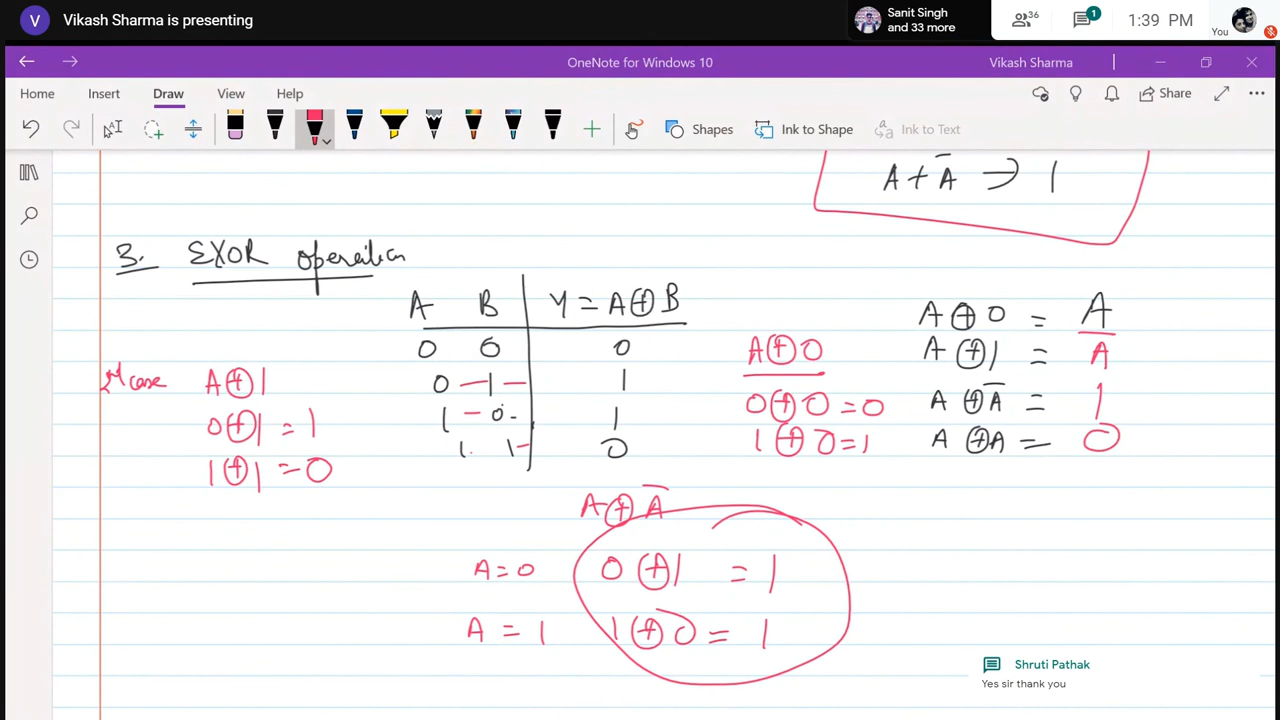 V Vikash Sharma is presenting
Sanit Singh
and 33 more
36
1
1:39 PM
You
OneNote for Windows 10
Vikash Sharma
Home Insert Draw View Help
Share
Shapes
Ink to Shape
Ink to Text
A + A̅ → 1
3. EXOR operation
A B Y = A⊕B
0 0 0
0 1 1
1 0 1
1 1 0
case A⊕1
0⊕1 = 1
1⊕1 = 0
A⊕0
0⊕0 = 0
1⊕0 = 1
A⊕0 = A
A⊕1 = A
A⊕A̅ = 1
A⊕A = 0
A⊕A̅
A=0 0⊕1 = 1
A = 1 1⊕0 = 1
Shruti Pathak
Yes sir thank you